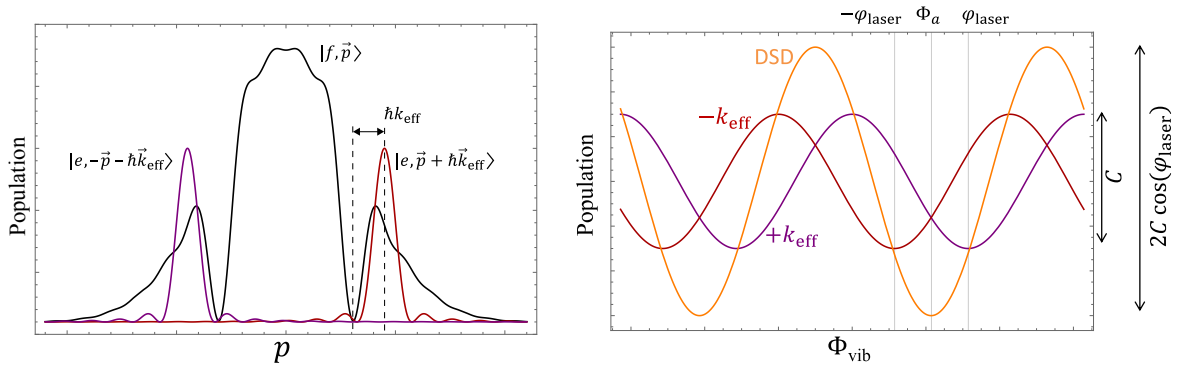 |f, p⃗⟩
ħk_eff
|e, −p⃗ − ħk⃗_eff⟩
|e, p⃗ + ħk⃗_eff⟩
Population
p
−φ_laser
Φ_a
φ_laser
DSD
−k_eff
+k_eff
Population
Φ_vib
C
2C cos(φ_laser)